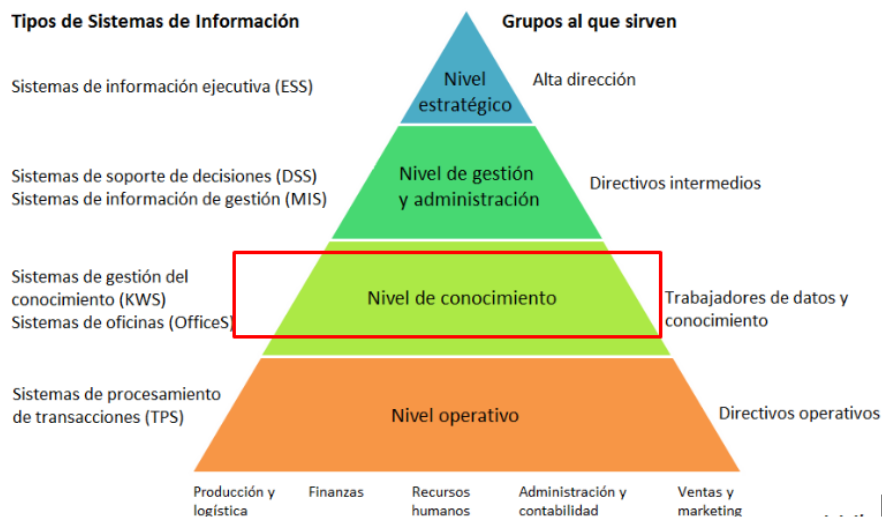 Tipos de Sistemas de Información
Grupos al que sirven
Sistemas de información ejecutiva (ESS)
Nivel
estratégico
Alta dirección
Sistemas de soporte de decisiones (DSS)
Sistemas de información de gestión (MIS)
Nivel de gestión
y administración
Directivos intermedios
Sistemas de gestión del
conocimiento (KWS)
Sistemas de oficinas (OfficeS)
Nivel de conocimiento
Trabajadores de datos y
conocimiento
Sistemas de procesamiento
de transacciones (TPS)
Nivel operativo
Directivos operativos
Producción y
logística
Finanzas
Recursos
humanos
Administración y
contabilidad
Ventas y
marketing